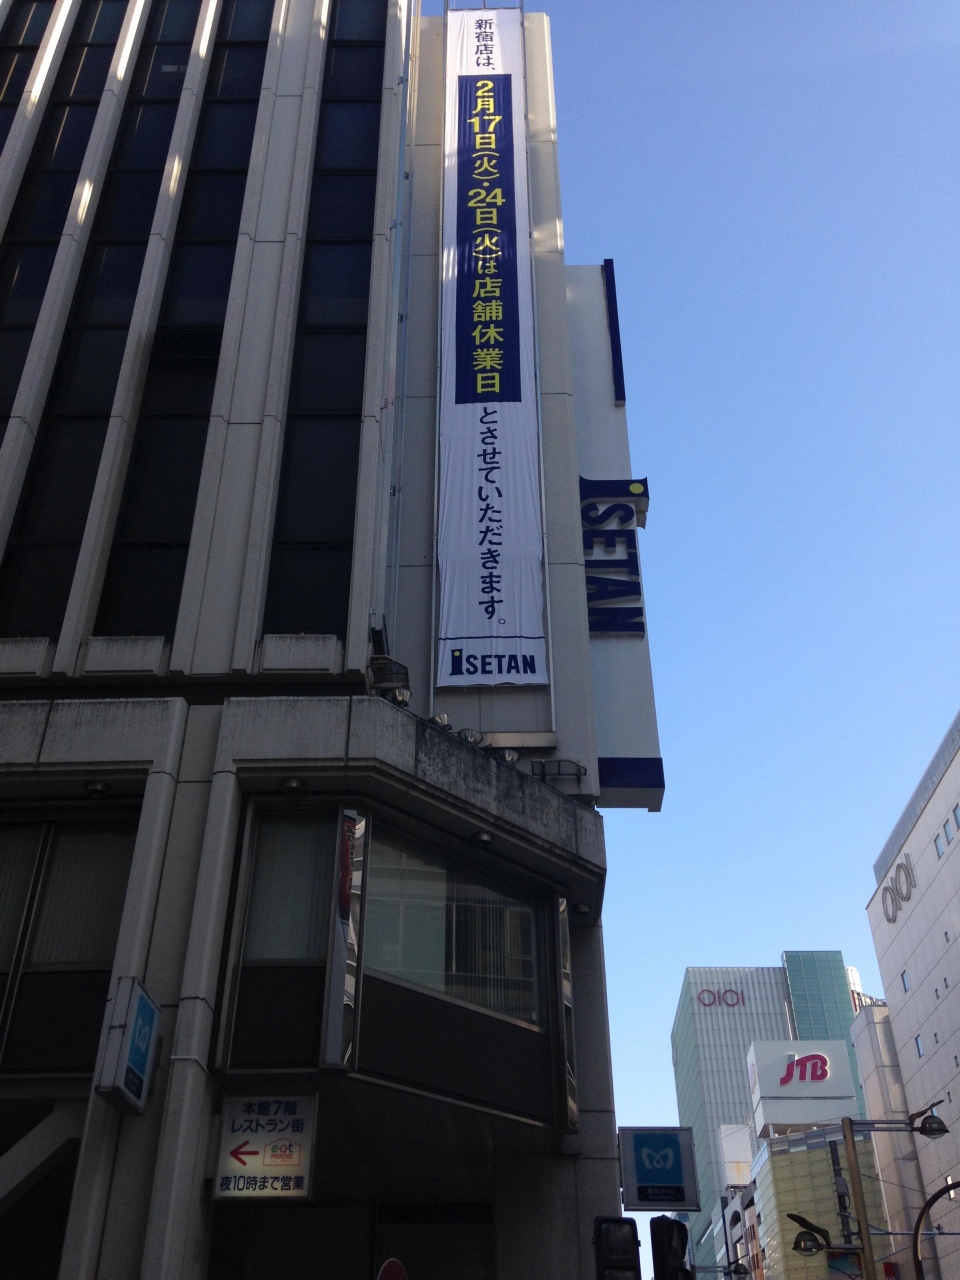 新宿店は、
2月17日(火)・24日(火)は店舗休業日
とさせていただきます。
iSETAN
iSETAN
OIOI
OIOI
JTB
本館7階
レストラン街
eat
PARADISE
夜10時まで営業